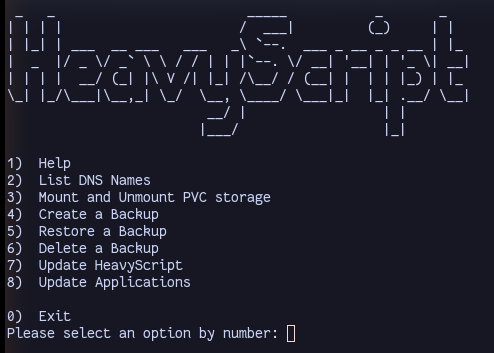 HeavyScript
1) Help
2) List DNS Names
3) Mount and Unmount PVC storage
4) Create a Backup
5) Restore a Backup
6) Delete a Backup
7) Update HeavyScript
8) Update Applications
0) Exit
Please select an option by number: